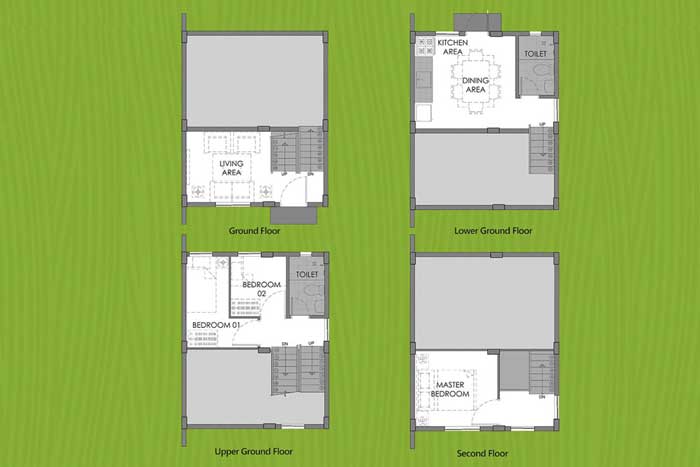 LIVING
AREA
UP
DN
Ground Floor
KITCHEN
AREA
TOILET
DINING
AREA
UP
Lower Ground Floor
BEDROOM
02
TOILET
BEDROOM 01
DN
UP
Upper Ground Floor
MASTER
BEDROOM
DN
Second Floor